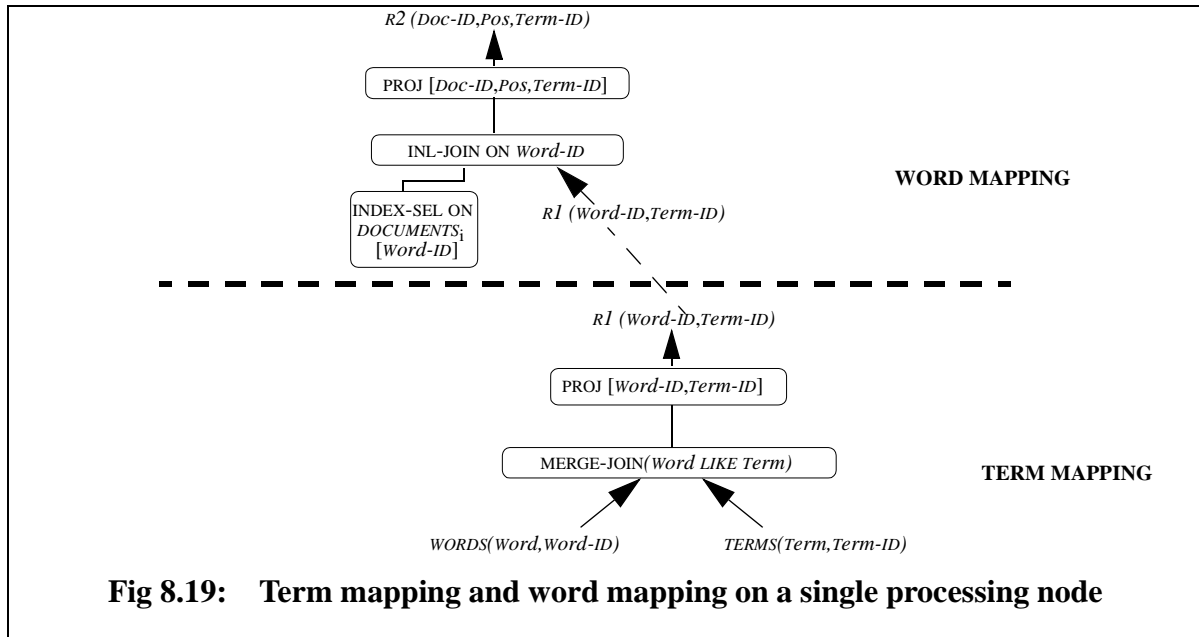 R2 (Doc-ID,Pos,Term-ID)
PROJ [Doc-ID,Pos,Term-ID]
INL-JOIN ON Word-ID
WORD MAPPING
INDEX-SEL ON
DOCUMENTSi
[Word-ID]
R1 (Word-ID,Term-ID)
R1 (Word-ID,Term-ID)
PROJ [Word-ID,Term-ID]
MERGE-JOIN(Word LIKE Term)
TERM MAPPING
WORDS(Word,Word-ID)
TERMS(Term,Term-ID)
Fig 8.19: Term mapping and word mapping on a single processing node